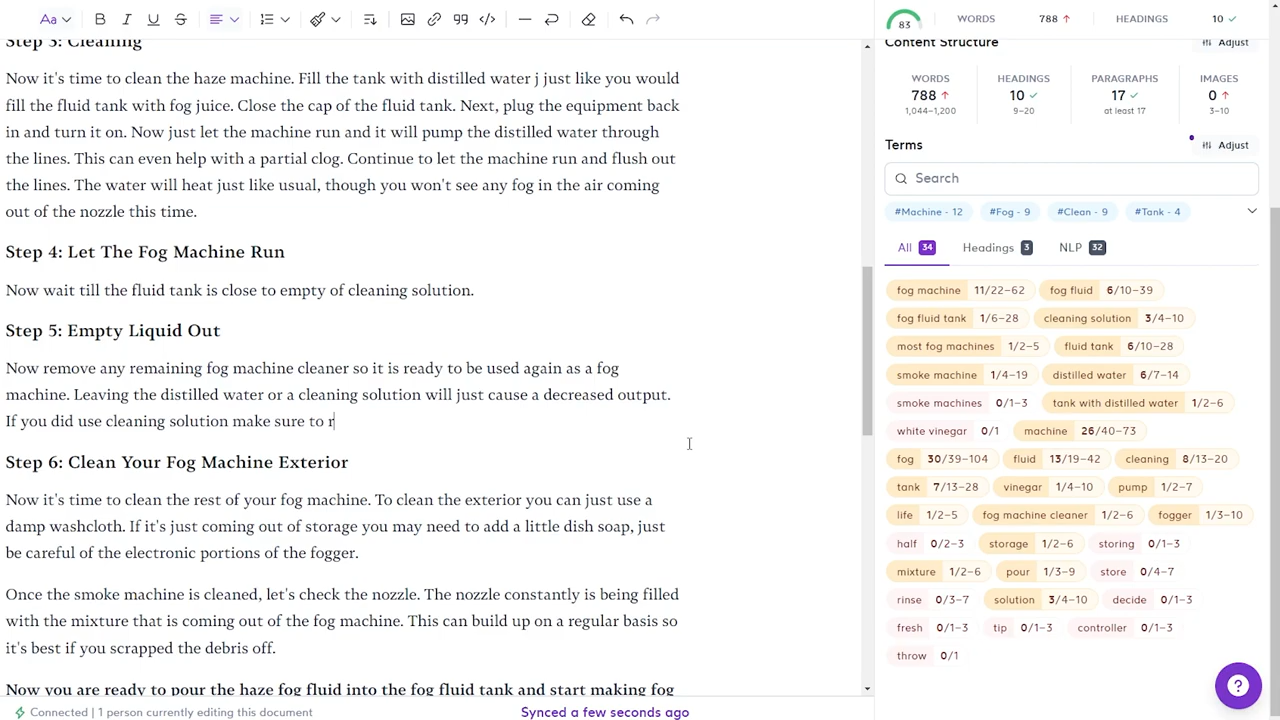 Aa
83
WORDS 788 ↑ HEADINGS 10 ✓
Step 3: Cleaning
Now it's time to clean the haze machine. Fill the tank with distilled water j just like you would
fill the fluid tank with fog juice. Close the cap of the fluid tank. Next, plug the equipment back
in and turn it on. Now just let the machine run and it will pump the distilled water through
the lines. This can even help with a partial clog. Continue to let the machine run and flush out
the lines. The water will heat just like usual, though you won't see any fog in the air coming
out of the nozzle this time.
Step 4: Let The Fog Machine Run
Now wait till the fluid tank is close to empty of cleaning solution.
Step 5: Empty Liquid Out
Now remove any remaining fog machine cleaner so it is ready to be used again as a fog
machine. Leaving the distilled water or a cleaning solution will just cause a decreased output.
If you did use cleaning solution make sure to r
Step 6: Clean Your Fog Machine Exterior
Now it's time to clean the rest of your fog machine. To clean the exterior you can just use a
damp washcloth. If it's just coming out of storage you may need to add a little dish soap, just
be careful of the electronic portions of the fogger.
Once the smoke machine is cleaned, let's check the nozzle. The nozzle constantly is being filled
with the mixture that is coming out of the fog machine. This can build up on a regular basis so
it's best if you scrapped the debris off.
Now you are ready to pour the haze fog fluid into the fog fluid tank and start making fog
Connected | 1 person currently editing this document
Synced a few seconds ago
Content Structure Adjust
WORDS HEADINGS PARAGRAPHS IMAGES
788 ↑ 10 ✓ 17 ✓ 0 ↑
1,044–1,200 9–20 at least 17 3–10
Terms Adjust
Search
#Machine - 12 #Fog - 9 #Clean - 9 #Tank - 4
All 34 Headings 3 NLP 32
fog machine 11/22–62 fog fluid 6/10–39
fog fluid tank 1/6–28 cleaning solution 3/4–10
most fog machines 1/2–5 fluid tank 6/10–28
smoke machine 1/4–19 distilled water 6/7–14
smoke machines 0/1–3 tank with distilled water 1/2–6
white vinegar 0/1 machine 26/40–73
fog 30/39–104 fluid 13/19–42 cleaning 8/13–20
tank 7/13–28 vinegar 1/4–10 pump 1/2–7
life 1/2–5 fog machine cleaner 1/2–6 fogger 1/3–10
half 0/2–3 storage 1/2–6 storing 0/1–3
mixture 1/2–6 pour 1/3–9 store 0/4–7
rinse 0/3–7 solution 3/4–10 decide 0/1–3
fresh 0/1–3 tip 0/1–3 controller 0/1–3
throw 0/1
?